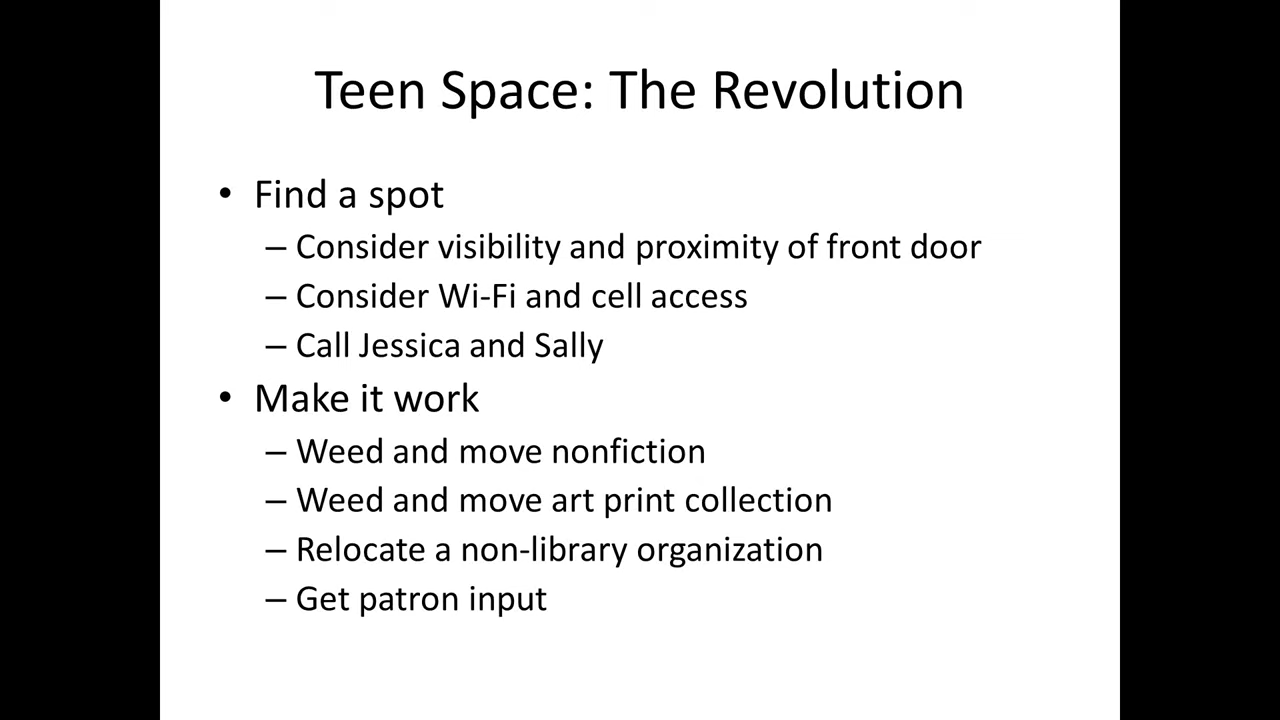 Teen Space: The Revolution
• Find a spot
– Consider visibility and proximity of front door
– Consider Wi-Fi and cell access
– Call Jessica and Sally
• Make it work
– Weed and move nonfiction
– Weed and move art print collection
– Relocate a non-library organization
– Get patron input